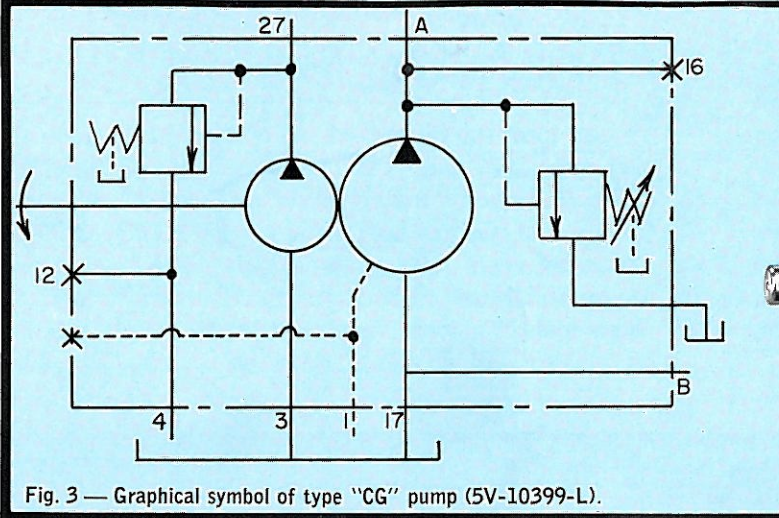 27
A
16
12
B
4
3
1
17
Fig. 3 — Graphical symbol of type "CG" pump (5V-10399-L).